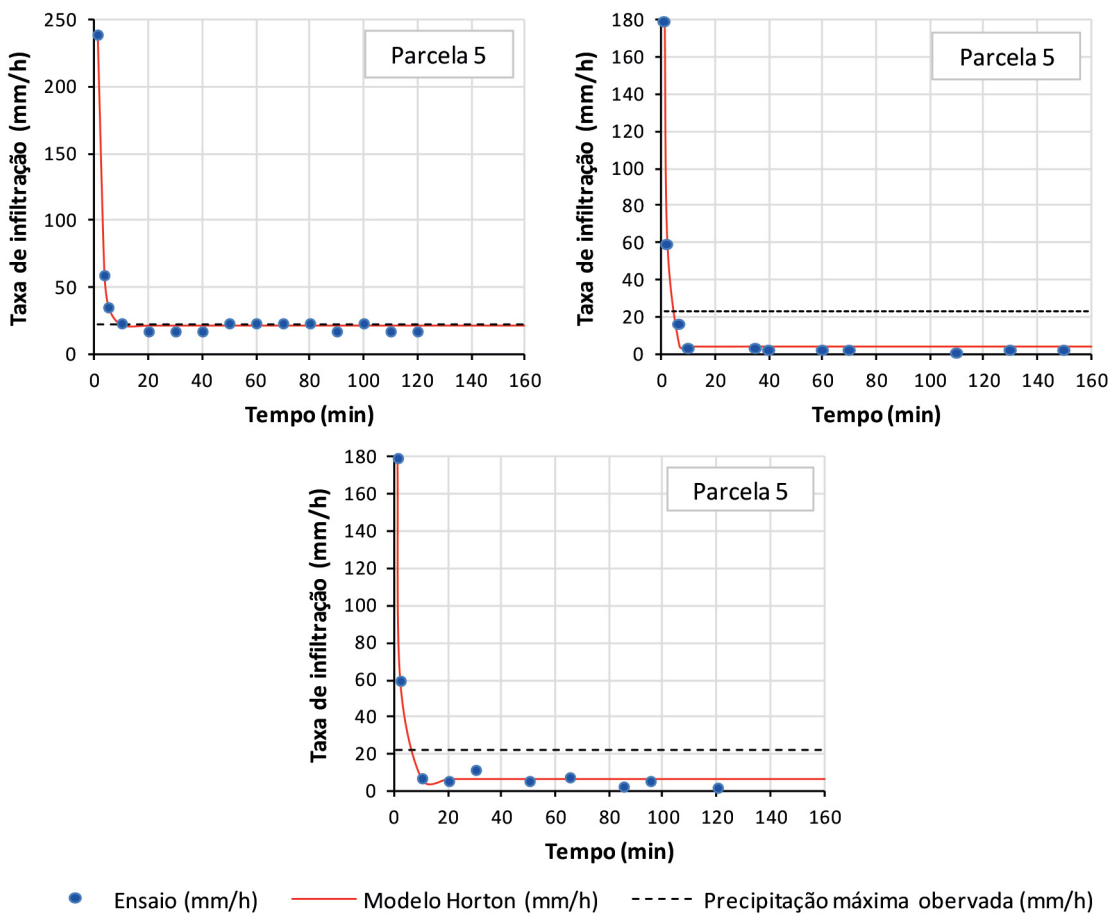 Parcela 5
Taxa de infiltração (mm/h)
250
200
150
100
50
0
0 20 40 60 80 100 120 140 160
Tempo (min)
Parcela 5
Taxa de infiltração (mm/h)
180
160
140
120
100
80
60
40
20
0
0 20 40 60 80 100 120 140 160
Tempo (min)
Parcela 5
Taxa de infiltração (mm/h)
180
160
140
120
100
80
60
40
20
0
0 20 40 60 80 100 120 140 160
Tempo (min)
Ensaio (mm/h) Modelo Horton (mm/h) Precipitação máxima obervada (mm/h)